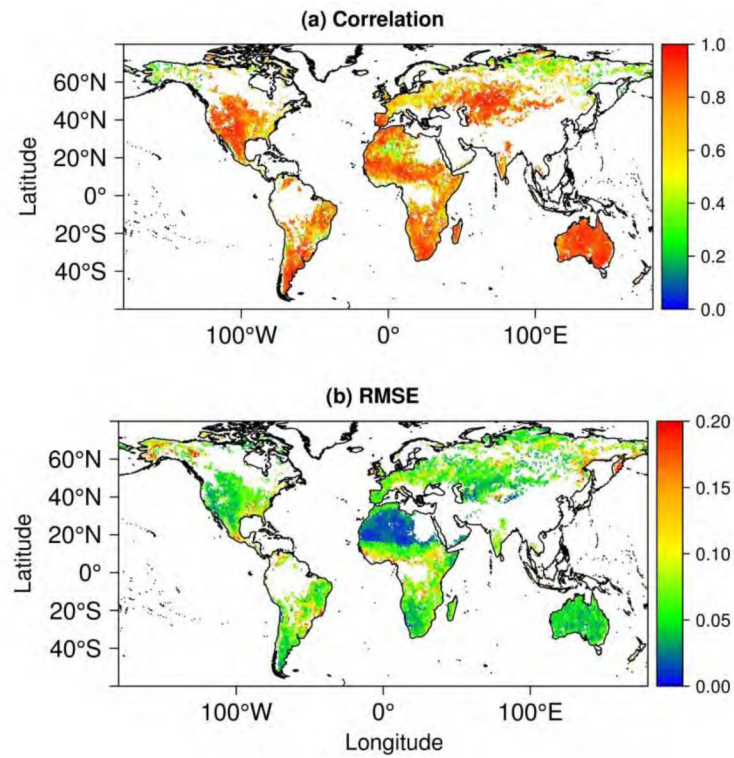 (a) Correlation
1.0
60°N
0.8
40°N
20°N
0.6
Latitude
0°
0.4
20°S
0.2
40°S
0.0
100°W 0° 100°E
(b) RMSE
0.20
60°N
40°N
0.15
20°N
Latitude
0.10
0°
20°S
0.05
40°S
0.00
100°W 0° 100°E
Longitude